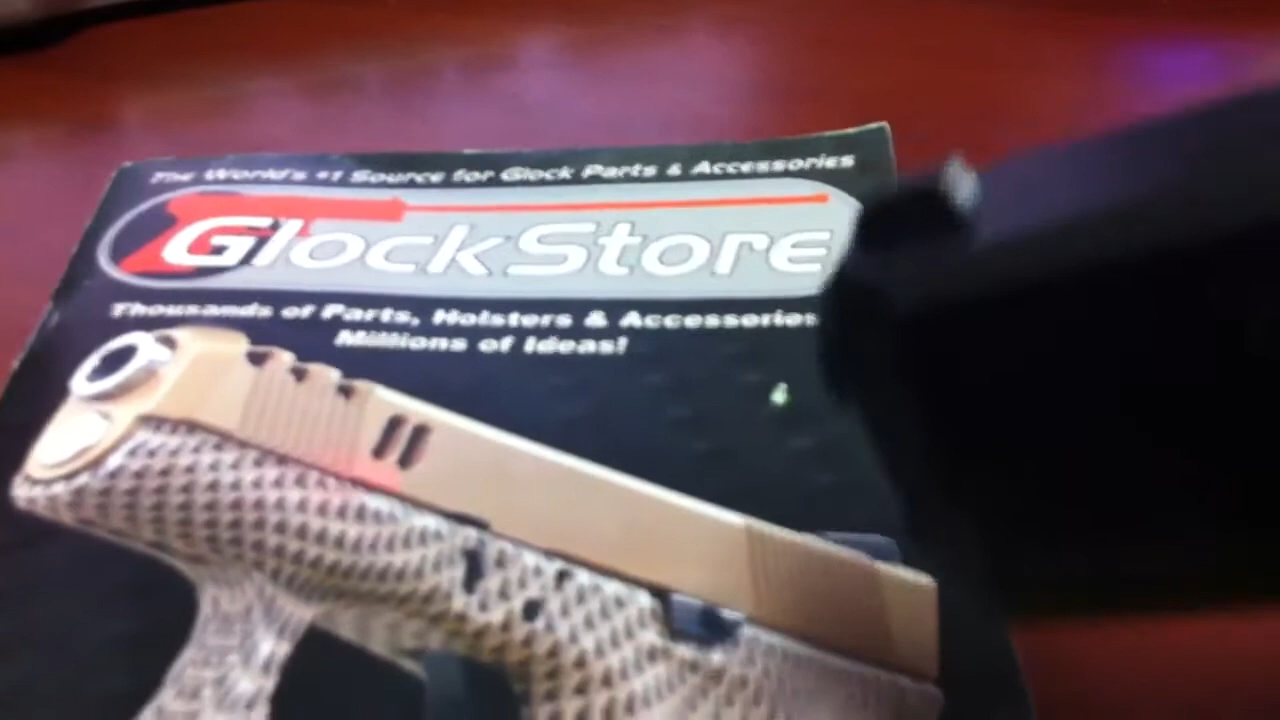 The World's #1 Source for Glock Parts & Accessories
GlockStore
Thousands of Parts, Holsters & Accessories
Millions of Ideas!